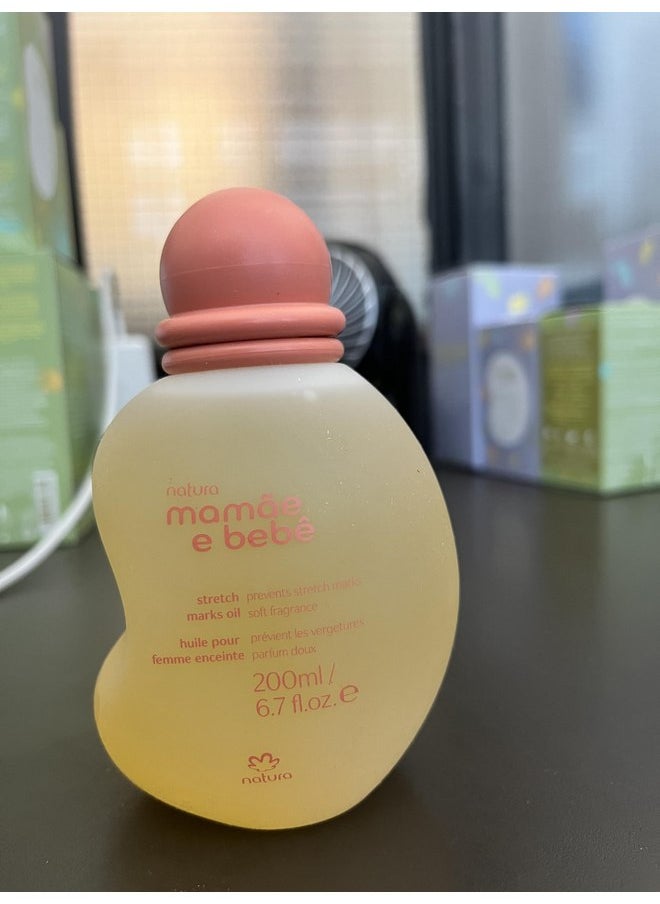 natura
mamãe
e bebê
stretch prevents stretch marks
marks oil soft fragrance
huile pour prévient les vergetures
femme enceinte parfum doux
200ml /
6.7 fl.oz. e
natura